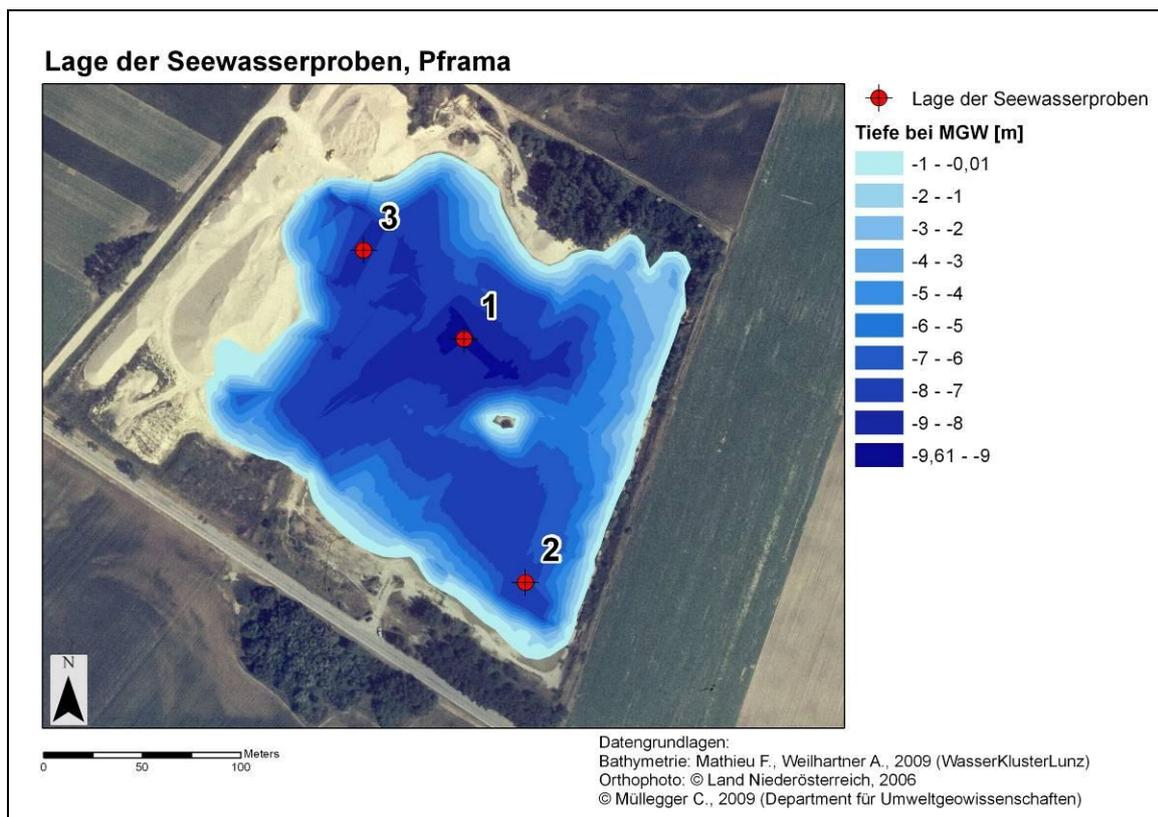 Lage der Seewasserproben, Pframa
Lage der Seewasserproben
Tiefe bei MGW [m]
-1 - -0,01
-2 - -1
-3 - -2
-4 - -3
-5 - -4
-6 - -5
-7 - -6
-8 - -7
-9 - -8
-9,61 - -9
3
1
2
N
Meters
0 50 100
Datengrundlagen:
Bathymetrie: Mathieu F., Weilhartner A., 2009 (WasserKlusterLunz)
Orthophoto: © Land Niederösterreich, 2006
© Müllegger C., 2009 (Department für Umweltgeowissenschaften)